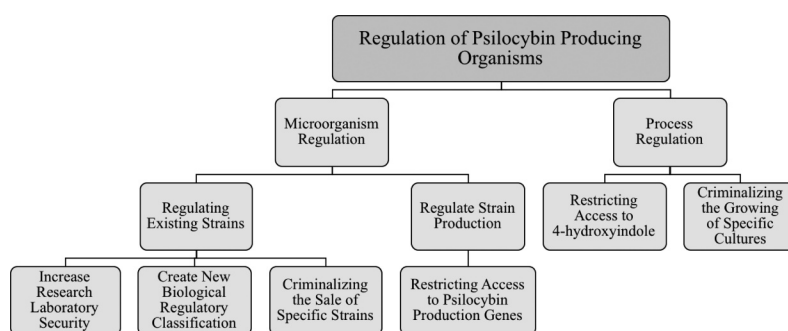 Regulation of Psilocybin Producing
Organisms
Microorganism
Regulation
Process
Regulation
Regulating
Existing Strains
Regulate Strain
Production
Restricting
Access to
4-hydroxyindole
Criminalizing
the Growing
of Specific
Cultures
Increase
Research
Laboratory
Security
Create New
Biological
Regulatory
Classification
Criminalizing
the Sale of
Specific Strains
Restricting Access
to Psilocybin
Production Genes